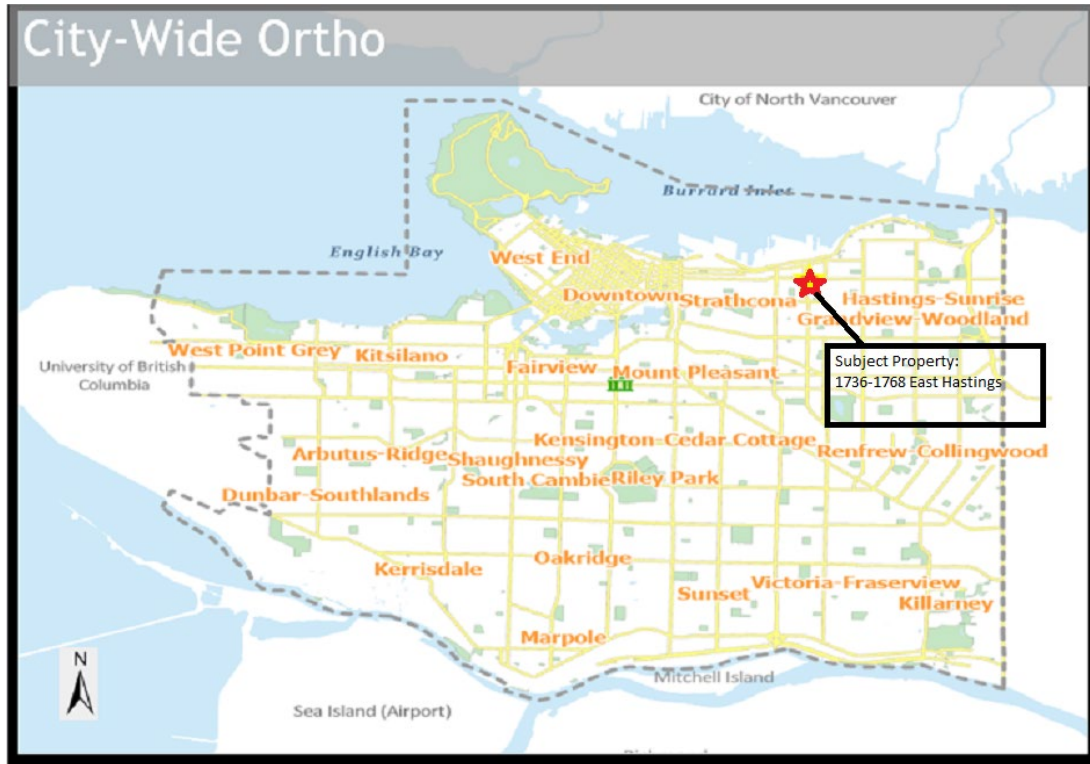 City-Wide Ortho
City of North Vancouver
Burrard Inlet
English Bay
West End
Downtown
Strathcona
Hastings-Sunrise
Grandview-Woodland
West Point Grey
Kitsilano
University of British
Columbia
Fairview
Mount Pleasant
Subject Property:
1736-1768 East Hastings
Kensington-Cedar Cottage
Arbutus-Ridge
Shaughnessy
Renfrew-Collingwood
South Cambie
Riley Park
Dunbar-Southlands
Oakridge
Kerrisdale
Victoria-Fraserview
Sunset
Killarney
Marpole
N
Mitchell Island
Sea Island (Airport)